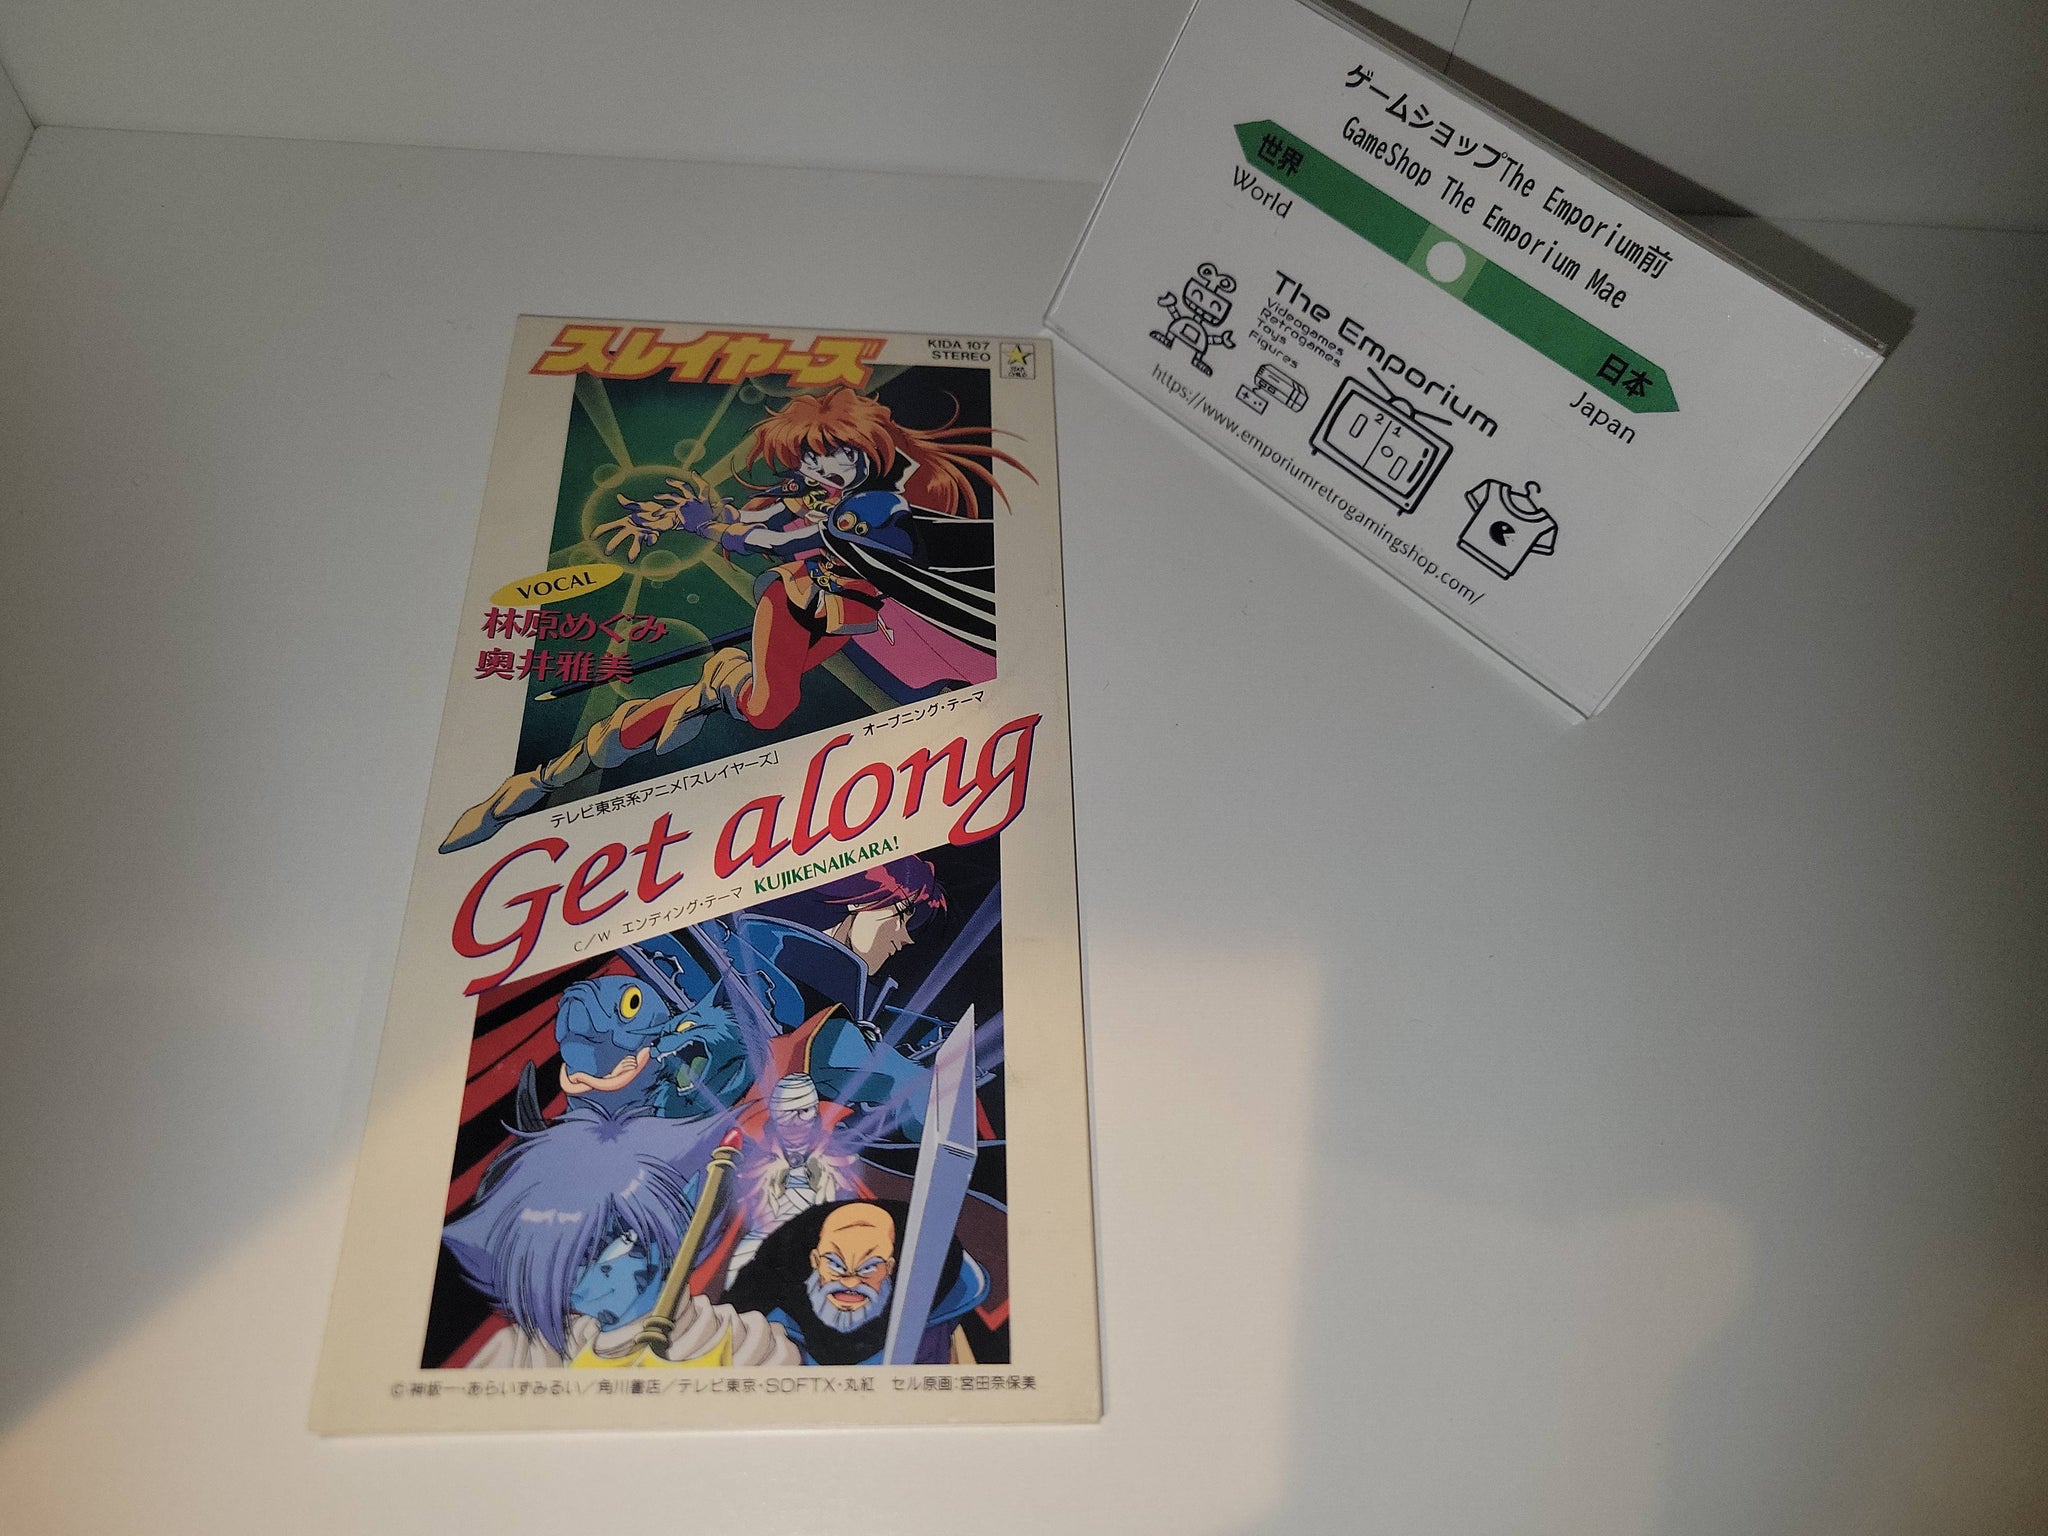 スレイヤーズ
KIDA 107
STEREO
STAR
CHILD
VOCAL
林原めぐみ
奥井雅美
テレビ東京系アニメ「スレイヤーズ」 オープニング・テーマ
Get along
c/w エンディング・テーマ KUJIKENAIKARA!
©神坂一・あらいずみるい/角川書店/テレビ東京・SOFTX・丸紅 セル原画:宮田奈保美
ゲームショップThe Emporium前
GameShop The Emporium Mae
世界
World
日本
Japan
The Emporium
Videogames
Retrogames
Toys
Figures
2 1
https://www.emporiumretrogamingshop.com/